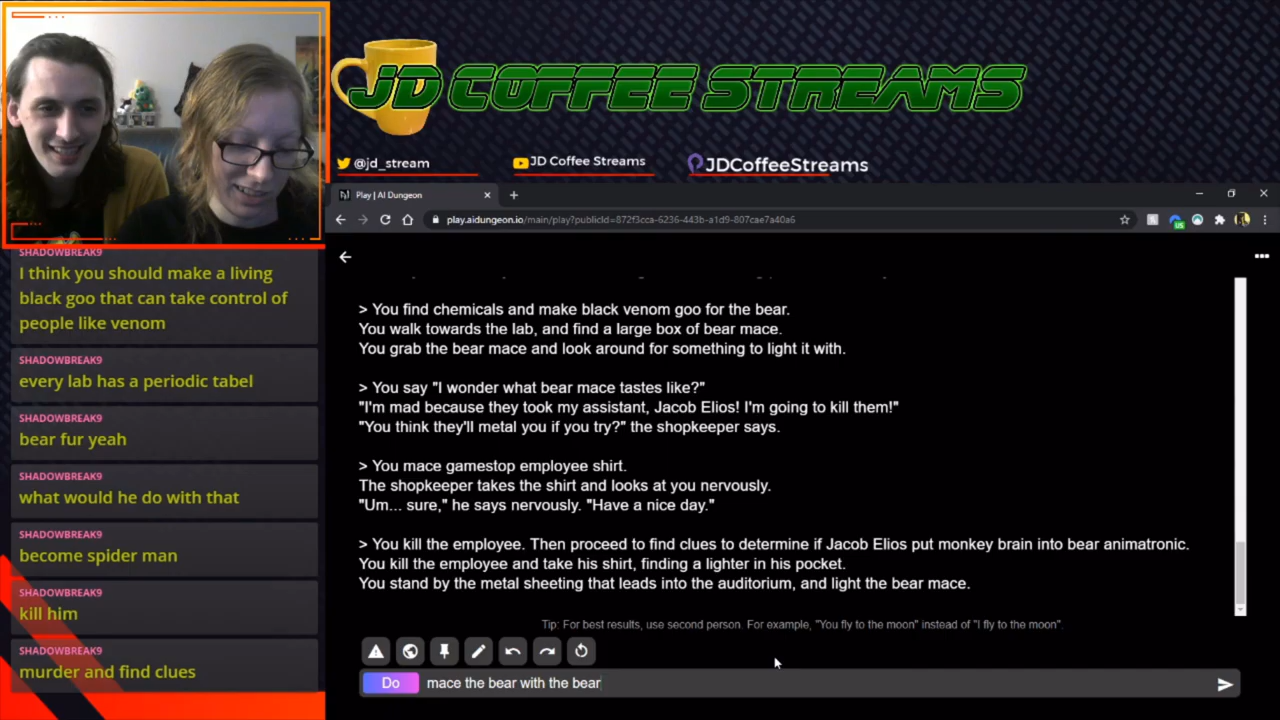 JD COFFEE STREAMS
@jd_stream
JD Coffee Streams
JDCoffeeStreams
Play | AI Dungeon
play.aidungeon.io/main/play?publicId=872f3cca-6236-443b-a1d9-807cae7a40a6
SHADOWBREAK9
I think you should make a living
black goo that can take control of
people like venom
SHADOWBREAK9
every lab has a periodic tabel
SHADOWBREAK9
bear fur yeah
SHADOWBREAK9
what would he do with that
SHADOWBREAK9
become spider man
SHADOWBREAK9
kill him
SHADOWBREAK9
murder and find clues
> You find chemicals and make black venom goo for the bear.
You walk towards the lab, and find a large box of bear mace.
You grab the bear mace and look around for something to light it with.
> You say "I wonder what bear mace tastes like?"
"I'm mad because they took my assistant, Jacob Elios! I'm going to kill them!"
"You think they'll metal you if you try?" the shopkeeper says.
> You mace gamestop employee shirt.
The shopkeeper takes the shirt and looks at you nervously.
"Um... sure," he says nervously. "Have a nice day."
> You kill the employee. Then proceed to find clues to determine if Jacob Elios put monkey brain into bear animatronic.
You kill the employee and take his shirt, finding a lighter in his pocket.
You stand by the metal sheeting that leads into the auditorium, and light the bear mace.
Tip: For best results, use second person. For example, "You fly to the moon" instead of "I fly to the moon".
Do
mace the bear with the bear